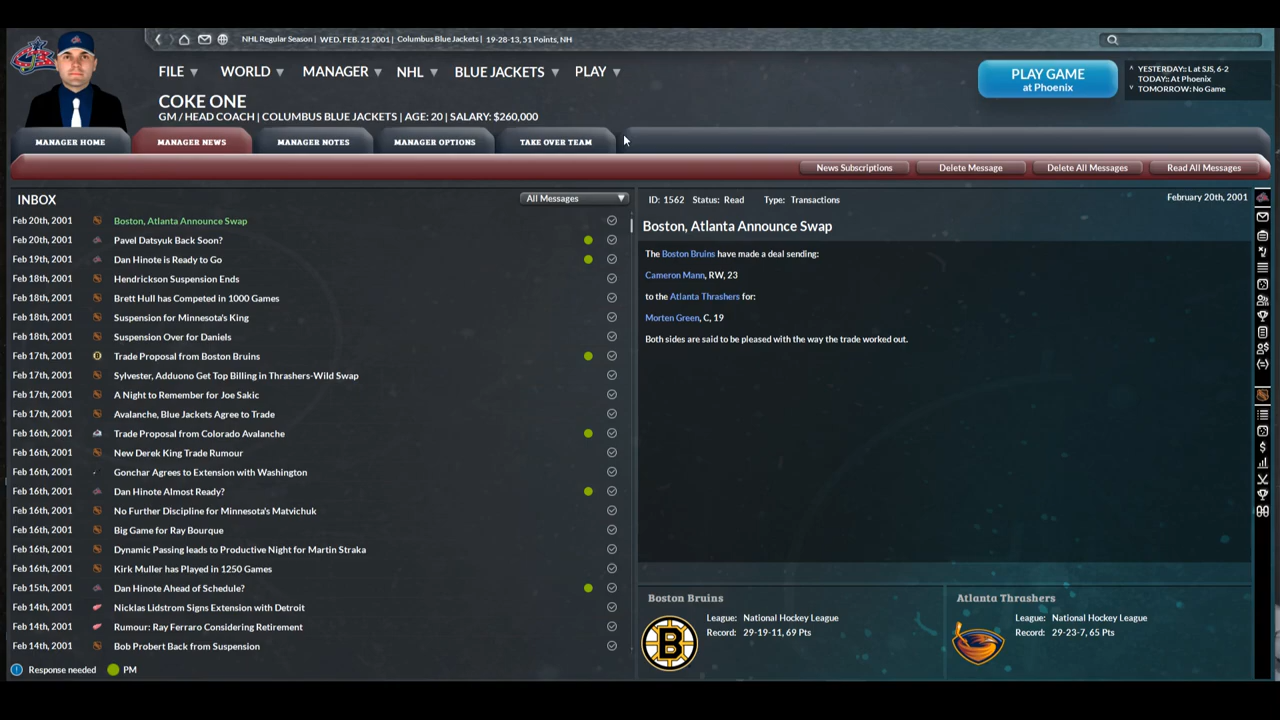 NHL Regular Season | WED. FEB. 21 2001 | Columbus Blue Jackets | 19-28-13, 51 Points, NH
FILE WORLD MANAGER NHL BLUE JACKETS PLAY
PLAY GAME
at Phoenix
YESTERDAY:: L at SJS, 6-2
TODAY:: At Phoenix
TOMORROW: No Game
COKE ONE
GM / HEAD COACH | COLUMBUS BLUE JACKETS | AGE: 20 | SALARY: $260,000
MANAGER HOME MANAGER NEWS MANAGER NOTES MANAGER OPTIONS TAKE OVER TEAM
News Subscriptions Delete Message Delete All Messages Read All Messages
INBOX All Messages
Feb 20th, 2001 Boston, Atlanta Announce Swap
Feb 20th, 2001 Pavel Datsyuk Back Soon?
Feb 19th, 2001 Dan Hinote is Ready to Go
Feb 18th, 2001 Hendrickson Suspension Ends
Feb 18th, 2001 Brett Hull has Competed in 1000 Games
Feb 18th, 2001 Suspension for Minnesota's King
Feb 18th, 2001 Suspension Over for Daniels
Feb 17th, 2001 Trade Proposal from Boston Bruins
Feb 17th, 2001 Sylvester, Adduono Get Top Billing in Thrashers-Wild Swap
Feb 17th, 2001 A Night to Remember for Joe Sakic
Feb 17th, 2001 Avalanche, Blue Jackets Agree to Trade
Feb 16th, 2001 Trade Proposal from Colorado Avalanche
Feb 16th, 2001 New Derek King Trade Rumour
Feb 16th, 2001 Gonchar Agrees to Extension with Washington
Feb 16th, 2001 Dan Hinote Almost Ready?
Feb 16th, 2001 No Further Discipline for Minnesota's Matvichuk
Feb 16th, 2001 Big Game for Ray Bourque
Feb 16th, 2001 Dynamic Passing leads to Productive Night for Martin Straka
Feb 16th, 2001 Kirk Muller has Played in 1250 Games
Feb 15th, 2001 Dan Hinote Ahead of Schedule?
Feb 14th, 2001 Nicklas Lidstrom Signs Extension with Detroit
Feb 14th, 2001 Rumour: Ray Ferraro Considering Retirement
Feb 14th, 2001 Bob Probert Back from Suspension
Response needed PM
ID: 1562 Status: Read Type: Transactions February 20th, 2001
Boston, Atlanta Announce Swap
The Boston Bruins have made a deal sending:
Cameron Mann, RW, 23
to the Atlanta Thrashers for:
Morten Green, C, 19
Both sides are said to be pleased with the way the trade worked out.
Boston Bruins
League: National Hockey League
Record: 29-19-11, 69 Pts
Atlanta Thrashers
League: National Hockey League
Record: 29-23-7, 65 Pts